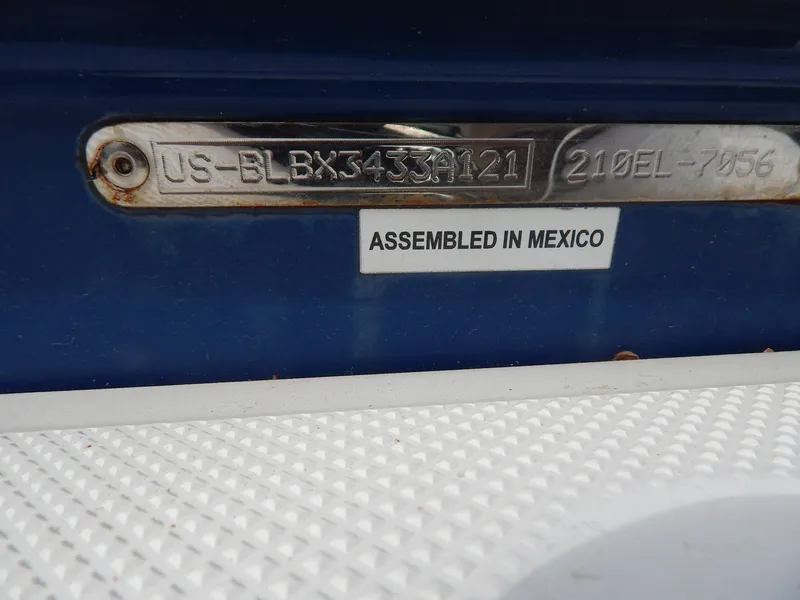 US-BLBX3433A121 210EL-7056
ASSEMBLED IN MEXICO